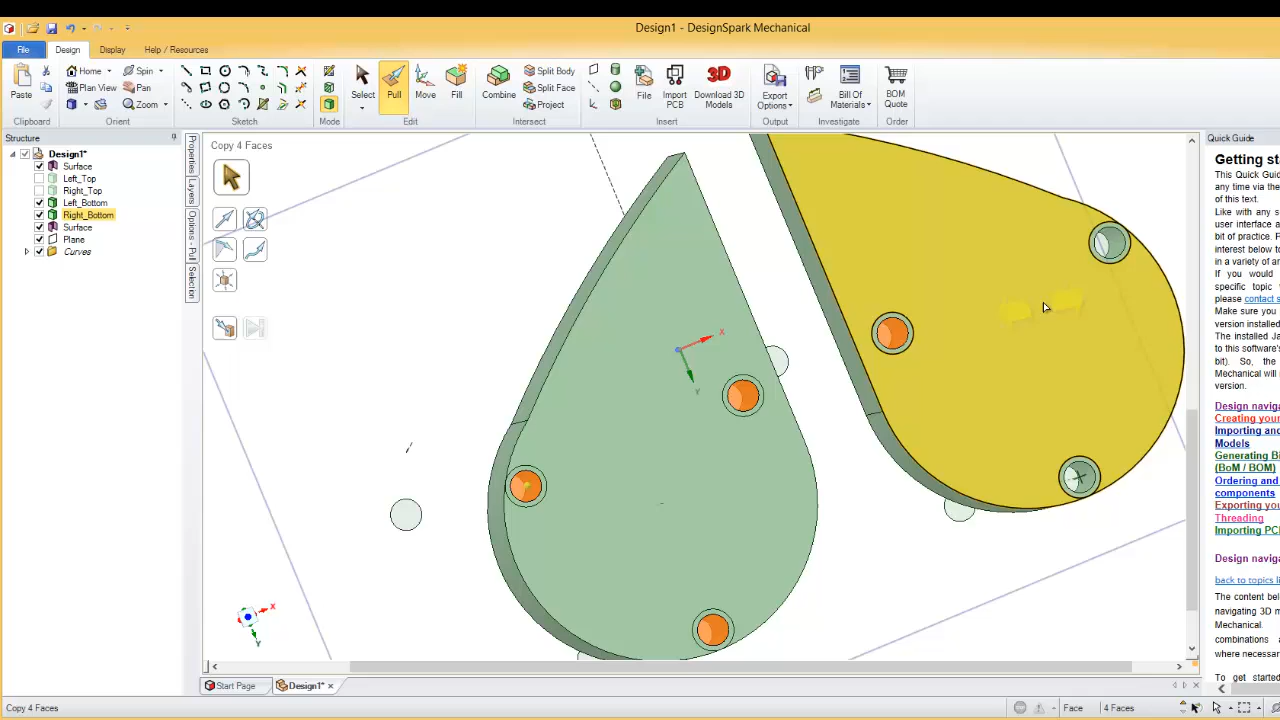 Design1 - DesignSpark Mechanical
File Design Display Help / Resources
Paste Home Spin Select Pull Move Fill Combine Split Body File Import PCB Download 3D Models Export Options Bill Of Materials BOM Quote
Plan View Pan Split Face
Zoom Project
Clipboard Orient Sketch Mode Edit Intersect Insert Output Investigate Order
Structure
Design1*
Surface
Left_Top
Right_Top
Left_Bottom
Right_Bottom
Surface
Plane
Curves
Properties
Layers
Options - Pull
Selection
Copy 4 Faces
X
Y
X
Y
Quick Guide
Getting sta
This Quick Guid
any time via the
of this text.
Like with any s
user interface a
bit of practice. F
interest below to
in a variety of ar
If you would
specific topic
please contact s
Make sure you
version installed
The installed Ja
to this software's
bit). So, the
Mechanical will
version.
Design naviga
Creating your
Importing and
Models
Generating Bi
(BoM / BOM)
Ordering and
components
Exporting you
Threading
Importing PC
Design naviga
back to topics li
The content bel
navigating 3D m
Mechanical.
combinations a
where necessar
To get started
Start Page Design1*
Copy 4 Faces Face 4 Faces